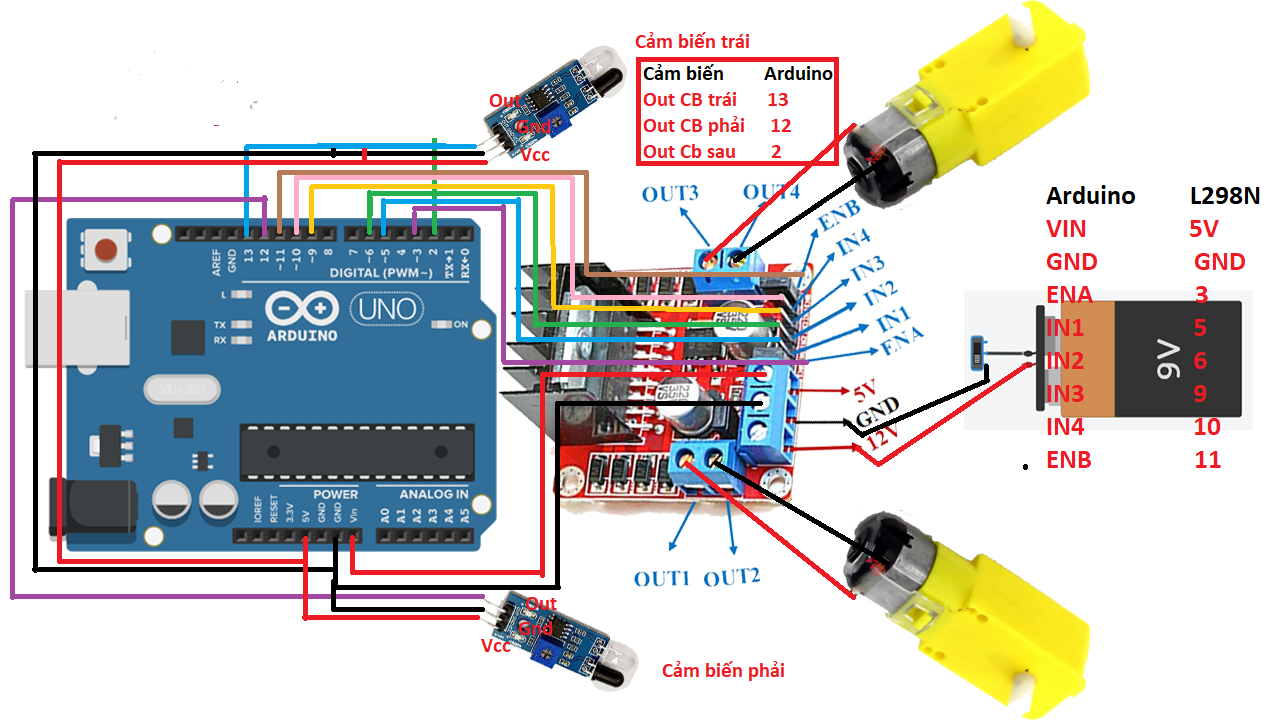 Cảm biến trái
Cảm biến Arduino
Out CB trái 13
Out CB phải 12
Out Cb sau 2
Out
Gnd
Vcc
OUT3
OUT4
ENB
IN4
IN3
IN2
IN1
ENA
5V
GND
12V
OUT1
OUT2
Arduino L298N
VIN 5V
GND GND
ENA 3
IN1 5
IN2 6
IN3 9
IN4 10
ENB 11
9V
AREF
GND
13
12
~11
~10
~9
8
7
~6
~5
4
~3
2
TX→1
RX←0
DIGITAL (PWM~)
L
TX
RX
ARDUINO
UNO
ON
POWER
ANALOG IN
IOREF
RESET
3.3V
5V
GND
GND
Vin
A0
A1
A2
A3
A4
A5
Out
Gnd
Vcc
Cảm biến phải